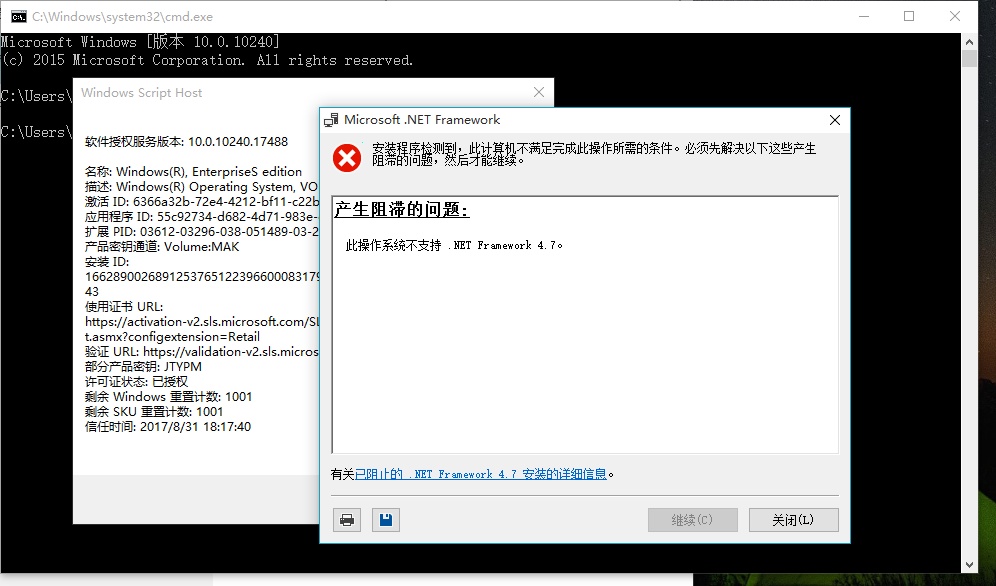 C:\Windows\system32\cmd.exe
Microsoft Windows [版本 10.0.10240]
(c) 2015 Microsoft Corporation. All rights reserved.
C:\Users\
C:\Users\
Windows Script Host
软件授权服务版本: 10.0.10240.17488
名称: Windows(R), EnterpriseS edition
描述: Windows(R) Operating System, VO
激活 ID: 6366a32b-72e4-4212-bf11-c22b
应用程序 ID: 55c92734-d682-4d71-983e-
扩展 PID: 03612-03296-038-051489-03-2
产品密钥通道: Volume:MAK
安装 ID:
1662890026891253765122396600083179
43
使用证书 URL:
https://activation-v2.sls.microsoft.com/SL
t.asmx?configextension=Retail
验证 URL: https://validation-v2.sls.micros
部分产品密钥: JTYPM
许可证状态: 已授权
剩余 Windows 重置计数: 1001
剩余 SKU 重置计数: 1001
信任时间: 2017/8/31 18:17:40
Microsoft .NET Framework
安装程序检测到，此计算机不满足完成此操作所需的条件。必须先解决以下这些产生
阻滞的问题，然后才能继续。
产生阻滞的问题:
此操作系统不支持 .NET Framework 4.7。
有关已阻止的 .NET Framework 4.7 安装的详细信息。
继续(C)
关闭(L)